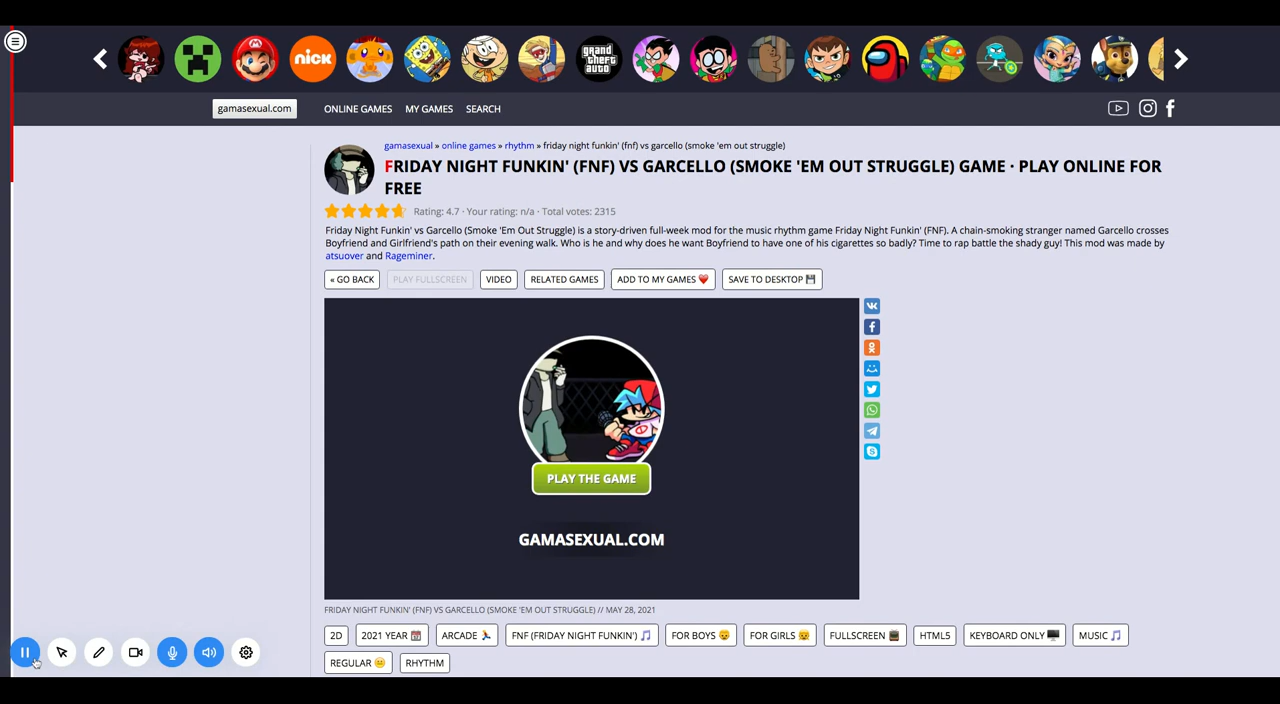 nick
grand
theft
auto
gamasexual.com
ONLINE GAMES
MY GAMES
SEARCH
gamasexual » online games » rhythm » friday night funkin' (fnf) vs garcello (smoke 'em out struggle)
FRIDAY NIGHT FUNKIN' (FNF) VS GARCELLO (SMOKE 'EM OUT STRUGGLE) GAME · PLAY ONLINE FOR
FREE
Rating: 4.7 · Your rating: n/a · Total votes: 2315
Friday Night Funkin' vs Garcello (Smoke 'Em Out Struggle) is a story-driven full-week mod for the music rhythm game Friday Night Funkin' (FNF). A chain-smoking stranger named Garcello crosses
Boyfriend and Girlfriend's path on their evening walk. Who is he and why does he want Boyfriend to have one of his cigarettes so badly? Time to rap battle the shady guy! This mod was made by
atsuover and Rageminer.
« GO BACK
PLAY FULLSCREEN
VIDEO
RELATED GAMES
ADD TO MY GAMES ❤️
SAVE TO DESKTOP 💾
PLAY THE GAME
GAMASEXUAL.COM
FRIDAY NIGHT FUNKIN' (FNF) VS GARCELLO (SMOKE 'EM OUT STRUGGLE) // MAY 28, 2021
2D
2021 YEAR 📅
ARCADE 🏃
FNF (FRIDAY NIGHT FUNKIN') 🎵
FOR BOYS 👦
FOR GIRLS 👧
FULLSCREEN 📺
HTML5
KEYBOARD ONLY 🖥️
MUSIC 🎵
REGULAR 😐
RHYTHM